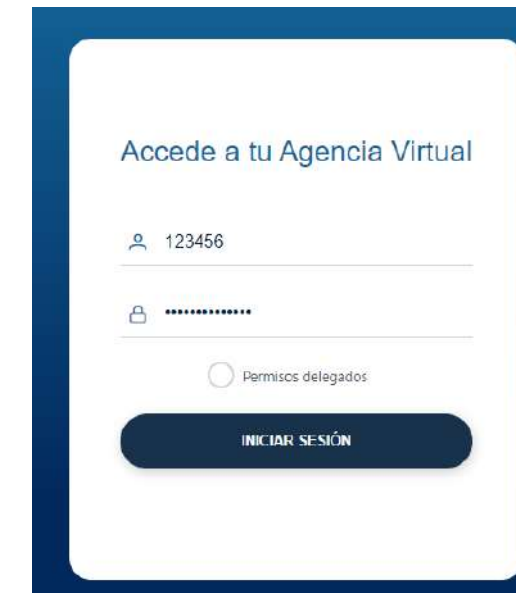 Accede a tu Agencia Virtual
123456
••••••••••••••
Permisos delegados
INICIAR SESIÓN